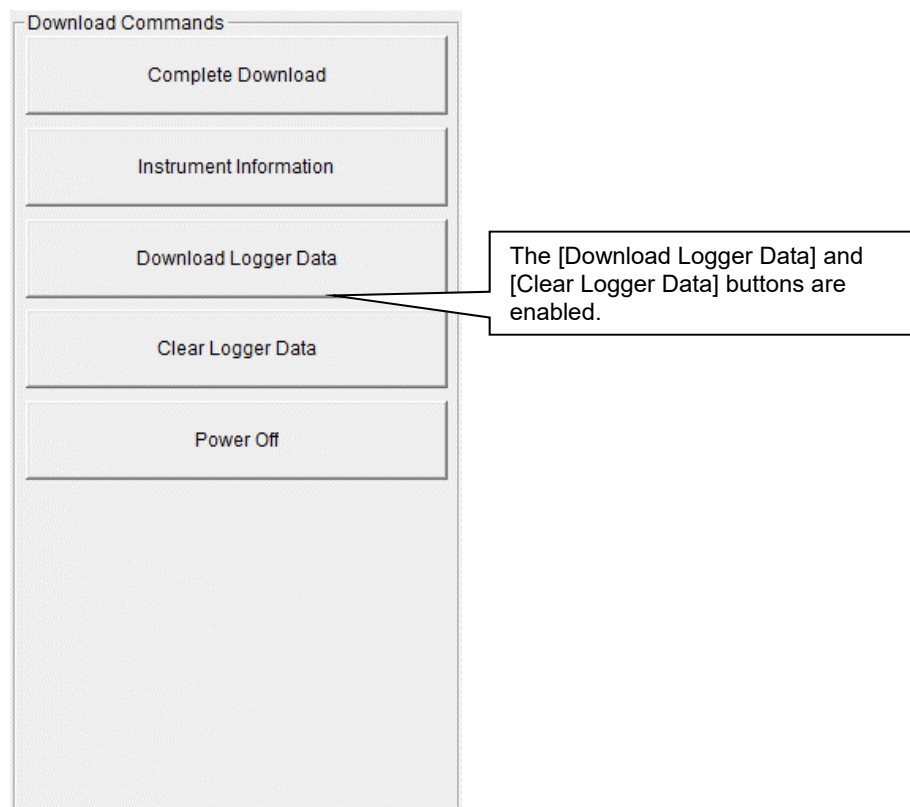 Download Commands
Complete Download
Instrument Information
Download Logger Data
The [Download Logger Data] and
[Clear Logger Data] buttons are
enabled.
Clear Logger Data
Power Off